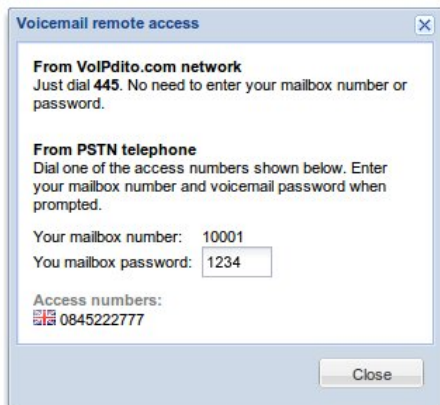 Voicemail remote access
From VoIPdito.com network
Just dial 445. No need to enter your mailbox number or
password.
From PSTN telephone
Dial one of the access numbers shown below. Enter
your mailbox number and voicemail password when
prompted.
Your mailbox number: 10001
You mailbox password: 1234
Access numbers:
0845222777
Close